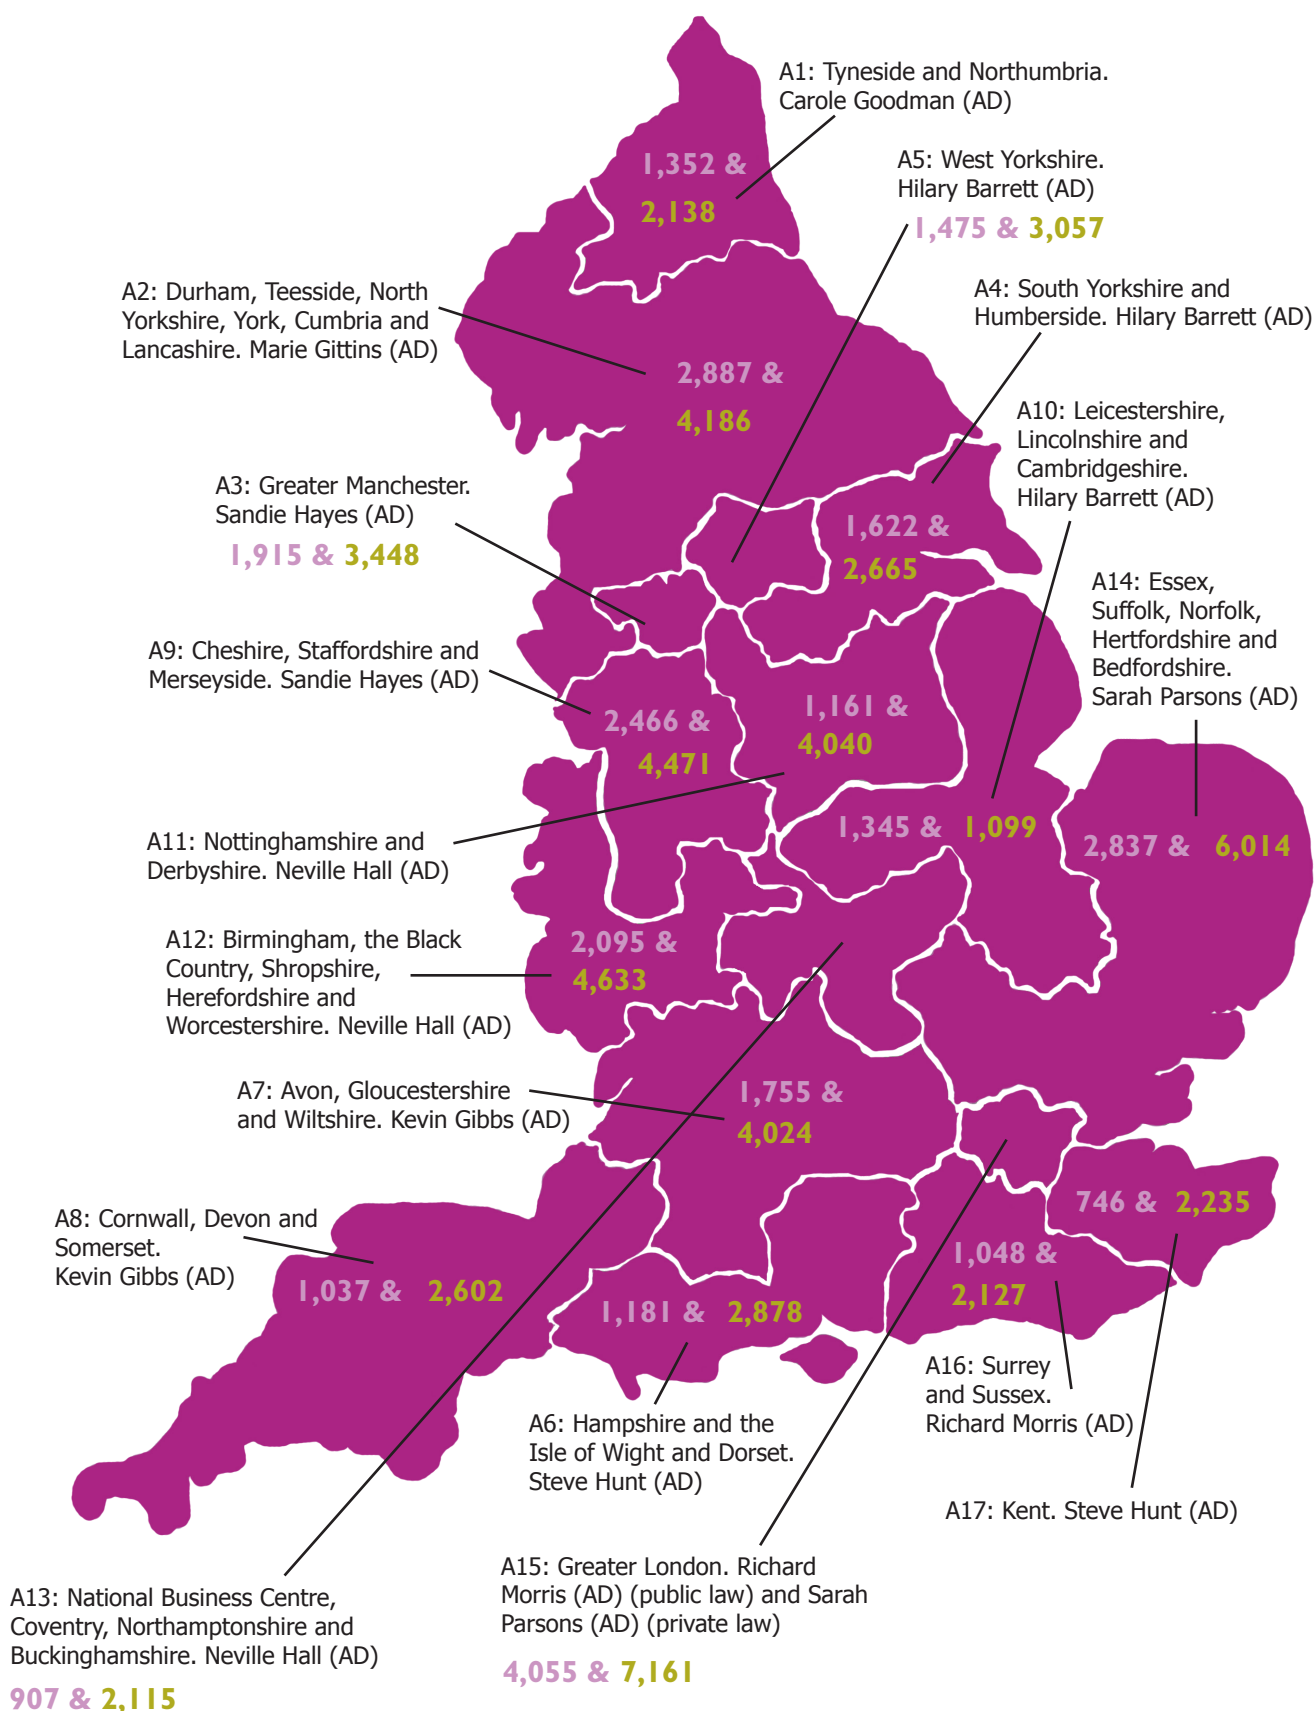 A1: Tyneside and Northumbria.
Carole Goodman (AD)
1,352 &
2,138
A5: West Yorkshire.
Hilary Barrett (AD)
1,475 & 3,057
A2: Durham, Teesside, North
Yorkshire, York, Cumbria and
Lancashire. Marie Gittins (AD)
2,887 &
4,186
A4: South Yorkshire and
Humberside. Hilary Barrett (AD)
1,622 &
2,665
A10: Leicestershire,
Lincolnshire and
Cambridgeshire.
Hilary Barrett (AD)
1,345 & 1,099
A3: Greater Manchester.
Sandie Hayes (AD)
1,915 & 3,448
A14: Essex,
Suffolk, Norfolk,
Hertfordshire and
Bedfordshire.
Sarah Parsons (AD)
2,837 & 6,014
A9: Cheshire, Staffordshire and
Merseyside. Sandie Hayes (AD)
2,466 &
4,471
1,161 &
4,040
A11: Nottinghamshire and
Derbyshire. Neville Hall (AD)
A12: Birmingham, the Black
Country, Shropshire,
Herefordshire and
Worcestershire. Neville Hall (AD)
2,095 &
4,633
A7: Avon, Gloucestershire
and Wiltshire. Kevin Gibbs (AD)
1,755 &
4,024
A8: Cornwall, Devon and
Somerset.
Kevin Gibbs (AD)
1,037 & 2,602
1,181 & 2,878
746 & 2,235
1,048 &
2,127
A16: Surrey
and Sussex.
Richard Morris (AD)
A6: Hampshire and the
Isle of Wight and Dorset.
Steve Hunt (AD)
A17: Kent. Steve Hunt (AD)
A15: Greater London. Richard
Morris (AD) (public law) and Sarah
Parsons (AD) (private law)
4,055 & 7,161
A13: National Business Centre,
Coventry, Northamptonshire and
Buckinghamshire. Neville Hall (AD)
907 & 2,115